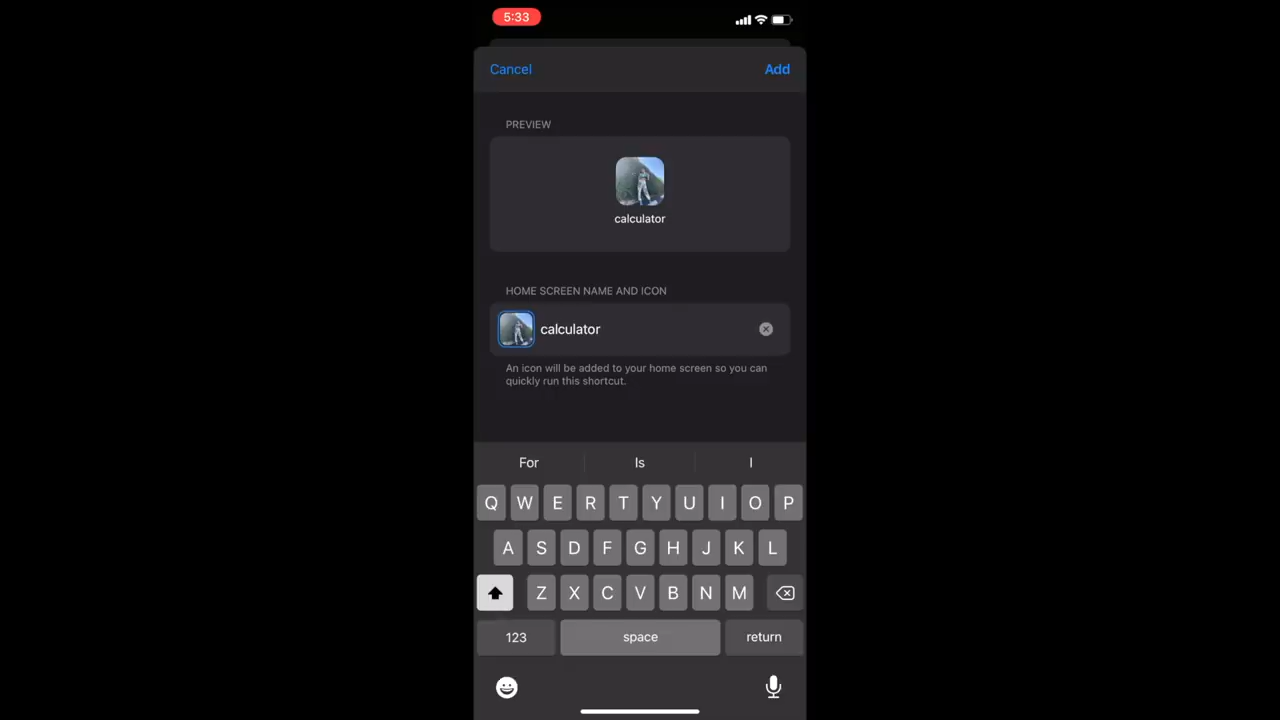 5:33
Cancel
Add
PREVIEW
calculator
HOME SCREEN NAME AND ICON
calculator
An icon will be added to your home screen so you can
quickly run this shortcut.
For Is I
Q W E R T Y U I O P
A S D F G H J K L
Z X C V B N M
123 space return